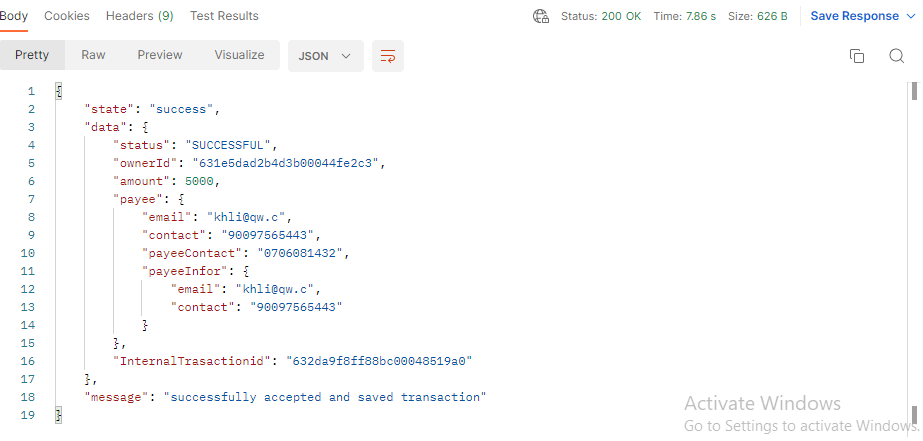 Body Cookies Headers (9) Test Results Status: 200 OK Time: 7.86 s Size: 626 B Save Response
Pretty Raw Preview Visualize JSON
1 {
2 "state": "success",
3 "data": {
4 "status": "SUCCESSFUL",
5 "ownerId": "631e5dad2b4d3b00044fe2c3",
6 "amount": 5000,
7 "payee": {
8 "email": "khli@qw.c",
9 "contact": "90097565443",
10 "payeeContact": "0706081432",
11 "payeeInfor": {
12 "email": "khli@qw.c",
13 "contact": "90097565443"
14 }
15 },
16 "InternalTrasactionid": "632da9f8ff88bc00048519a0"
17 },
18 "message": "successfully accepted and saved transaction"
19 }
Activate Windows
Go to Settings to activate Windows.